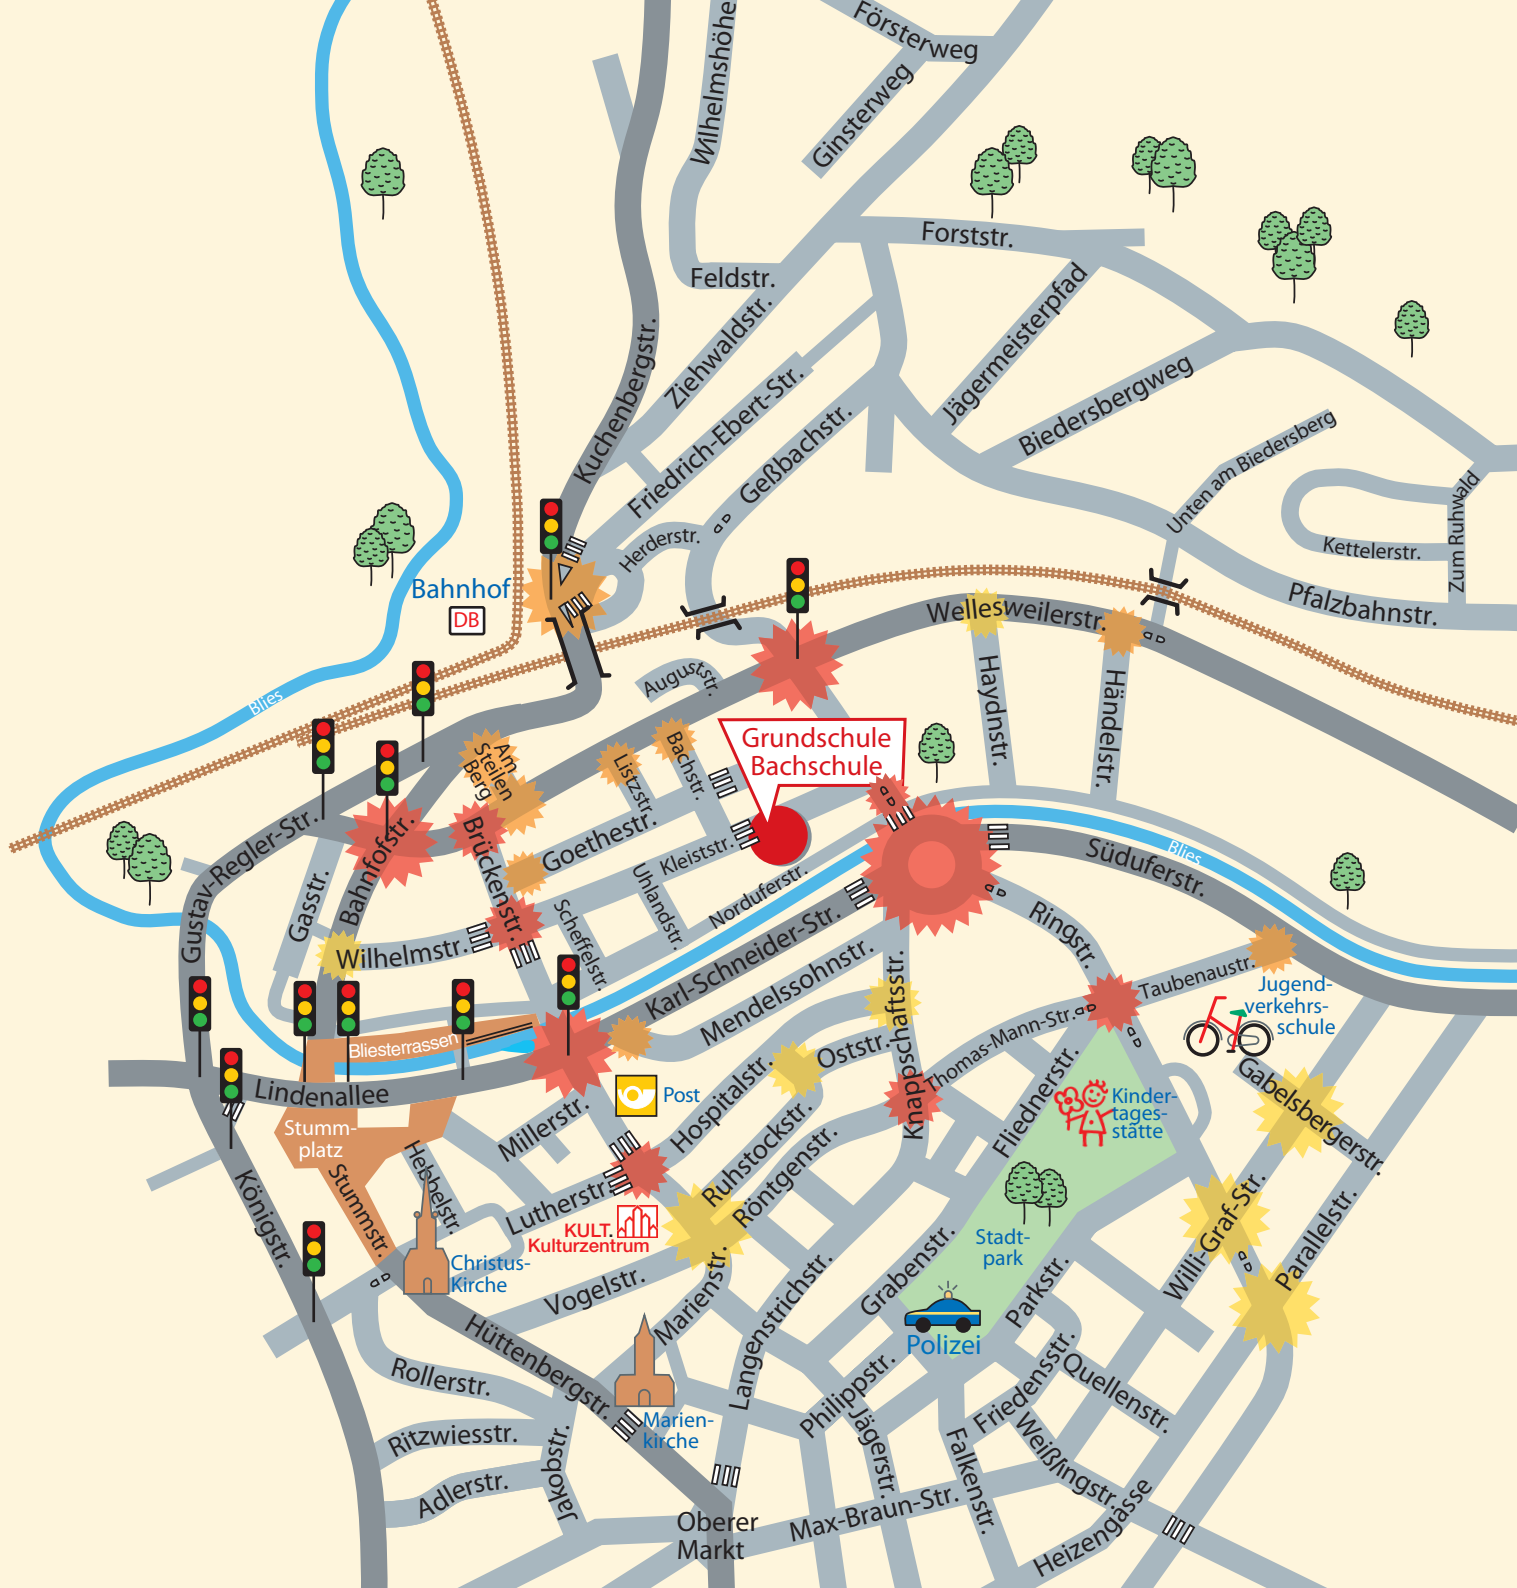 Försterweg
Wilhelmshöhe
Ginsterweg
Forststr.
Feldstr.
Ziehwaldstr.
Jägermeisterpfad
Kuchenbergstr.
Friedrich-Ebert-Str.
Biedersbergweg
Geßbachstr.
Unten am Biedersberg
Zum Ruhwald
Kettelerstr.
Herderstr.
Pfalzbahnstr.
Bahnhof
DB
Wellesweilerstr.
Blies
Auguststr.
Haydnstr.
Händelstr.
Grundschule
Bachschule
Am
Steilen
Berg
Listzstr.
Bachstr.
Gustav-Regler-Str.
Bahnhofstr.
Brückenstr.
Goethestr.
Kleiststr.
Süduferstr.
Blies
Gasstr.
Uhlandstr.
Norduferstr.
Scheffelstr.
Wilhelmstr.
Ringstr.
Karl-Schneider-Str.
Mendelssohnstr.
Taubenaustr.
Jugend-
verkehrs-
schule
Knappschaftsstr.
Thomas-Mann-Str.
Bliesterrassen
Oststr.
Lindenallee
Post
Hospitalstr.
Fliednerstr.
Kinder-
tages-
stätte
Gabelsbergerstr.
Stumm-
platz
Millerstr.
Ruhstockstr.
Röntgenstr.
Hebbelstr.
Stummstr.
Königstr.
Lutherstr.
KULT.
Kulturzentrum
Christus-
Kirche
Stadt-
park
Willi-Graf-Str.
Parallelstr.
Vogelstr.
Marienstr.
Langenstrichstr.
Grabenstr.
Parkstr.
Polizei
Hüttenbergstr.
Rollerstr.
Philippstr.
Friedensstr.
Quellenstr.
Marien-
kirche
Ritzwiesstr.
Jägerstr.
Falkenstr.
Weißlingstr.
Adlerstr.
Jakobstr.
Max-Braun-Str.
Heizengasse
Oberer
Markt